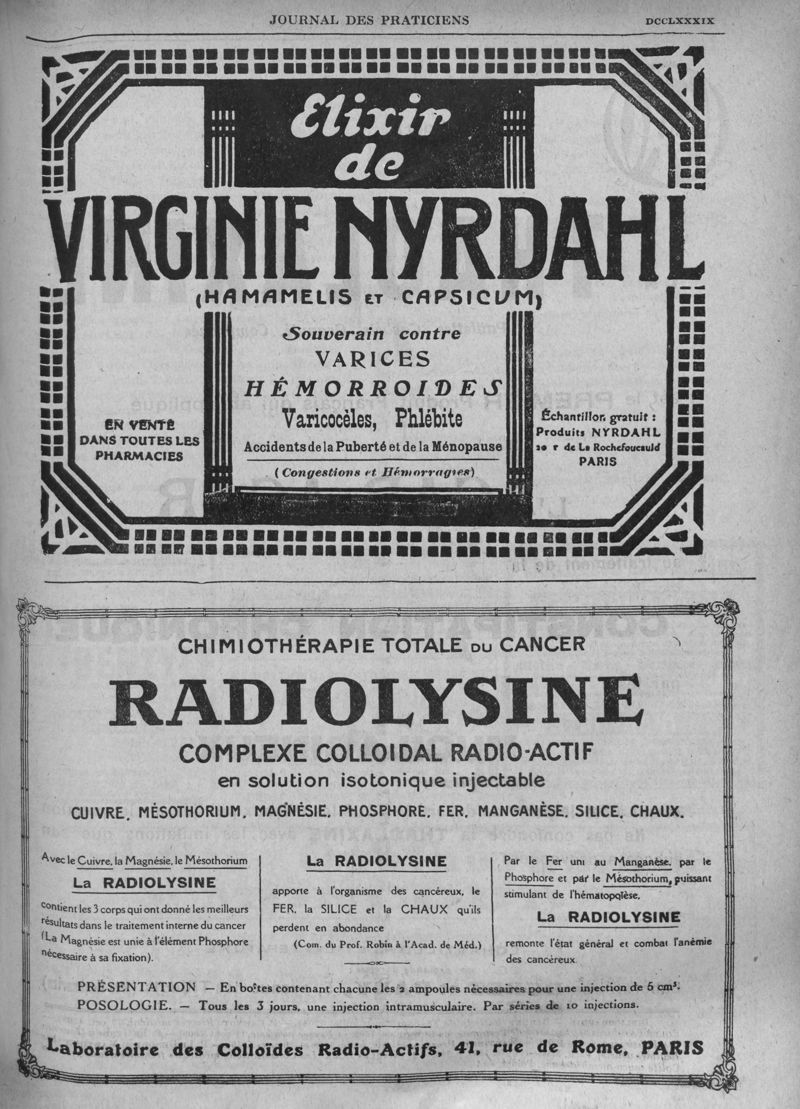 JOURNAL DES PRATICIENS
DCCLXXXIX
Elixir
de
VIRGINIE NYRDAHL
(HAMAMELIS ET CAPSICUM)
Souverain contre
VARICES
HÉMORROIDES
Varicocèles, Phlébite
Accidents de la Puberté et de la Ménopause
(Congestions et Hémorragies)
EN VENTE
DANS TOUTES LES
PHARMACIES
Échantillon gratuit :
Produits NYRDAHL
20 r de La Rochefoucauld
PARIS
CHIMIOTHÉRAPIE TOTALE DU CANCER
RADIOLYSINE
COMPLEXE COLLOIDAL RADIO-ACTIF
en solution isotonique injectable
CUIVRE, MÉSOTHORIUM, MAGNÉSIE, PHOSPHORE, FER, MANGANÈSE, SILICE, CHAUX.
Avec le Cuivre, la Magnésie, le Mésothorium
La RADIOLYSINE
contient les 3 corps qui ont donné les meilleurs
résultats dans le traitement interne du cancer
(La Magnésie est unie à l'élément Phosphore
nécessaire à sa fixation).
La RADIOLYSINE
apporte à l'organisme des cancéreux, le
FER, la SILICE et la CHAUX qu'ils
perdent en abondance
(Com. du Prof. Robin à l'Acad. de Méd.)
Par le Fer uni au Manganèse, par le
Phosphore et par le Mésothorium, puissant
stimulant de l'hématopoïèse,
La RADIOLYSINE
remonte l'état général et combat l'anémie
des cancéreux
PRÉSENTATION — En boîtes contenant chacune les 2 ampoules nécessaires pour une injection de 5 cm³.
POSOLOGIE. — Tous les 3 jours, une injection intramusculaire. Par séries de 10 injections.
Laboratoire des Colloïdes Radio-Actifs, 41, rue de Rome, PARIS